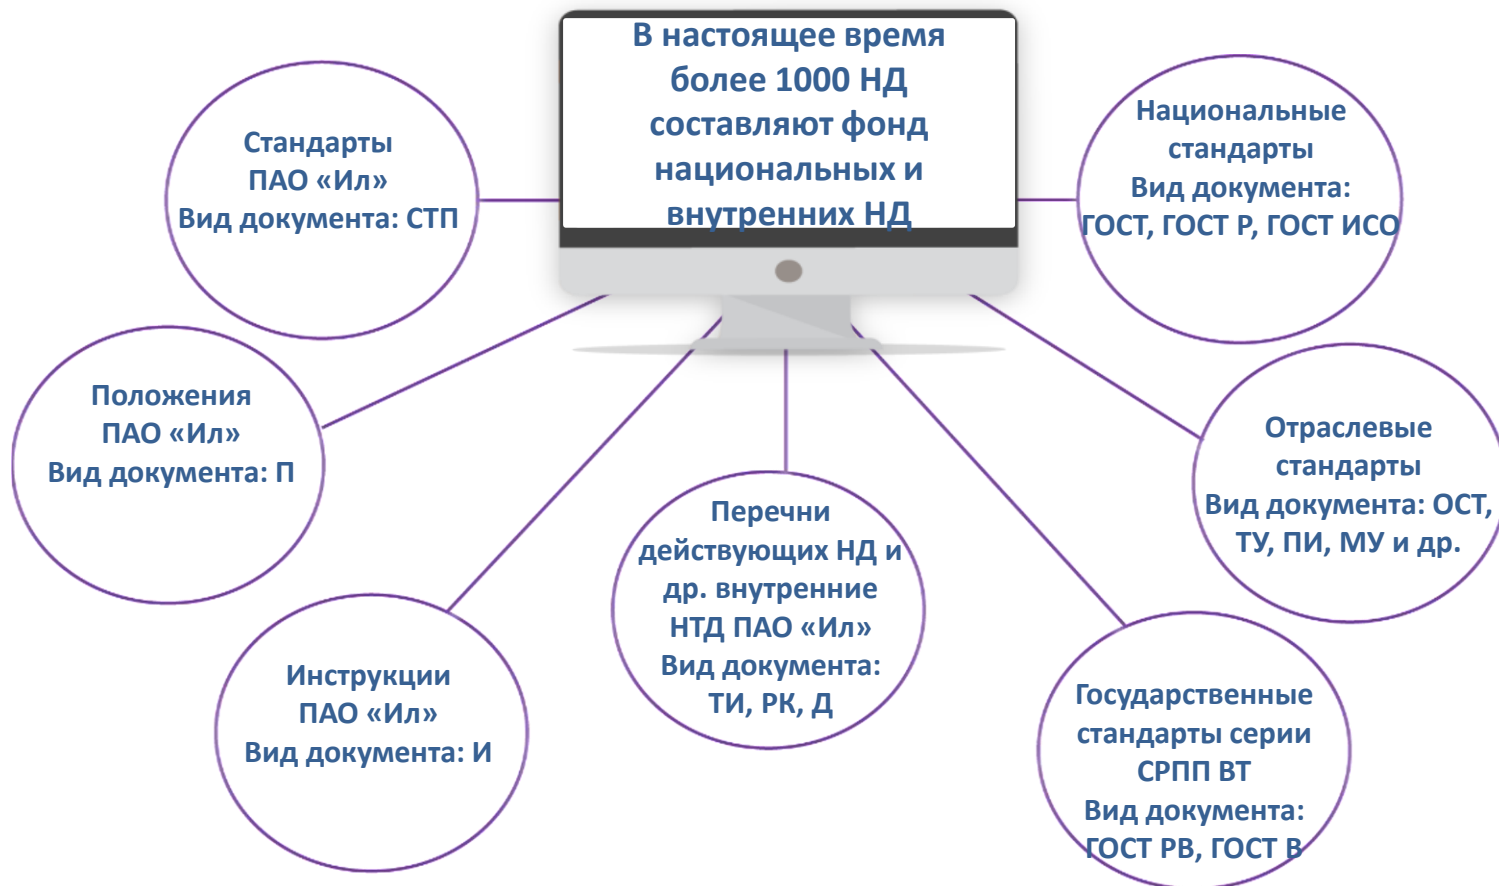 В настоящее время
более 1000 НД
составляют фонд
национальных и
внутренних НД
Стандарты
ПАО «Ил»
Вид документа: СТП
Национальные
стандарты
Вид документа:
ГОСТ, ГОСТ Р, ГОСТ ИСО
Положения
ПАО «Ил»
Вид документа: П
Отраслевые
стандарты
Вид документа: ОСТ,
ТУ, ПИ, МУ и др.
Инструкции
ПАО «Ил»
Вид документа: И
Перечни
действующих НД и
др. внутренние
НТД ПАО «Ил»
Вид документа:
ТИ, РК, Д
Государственные
стандарты серии
СРПП ВТ
Вид документа:
ГОСТ РВ, ГОСТ В